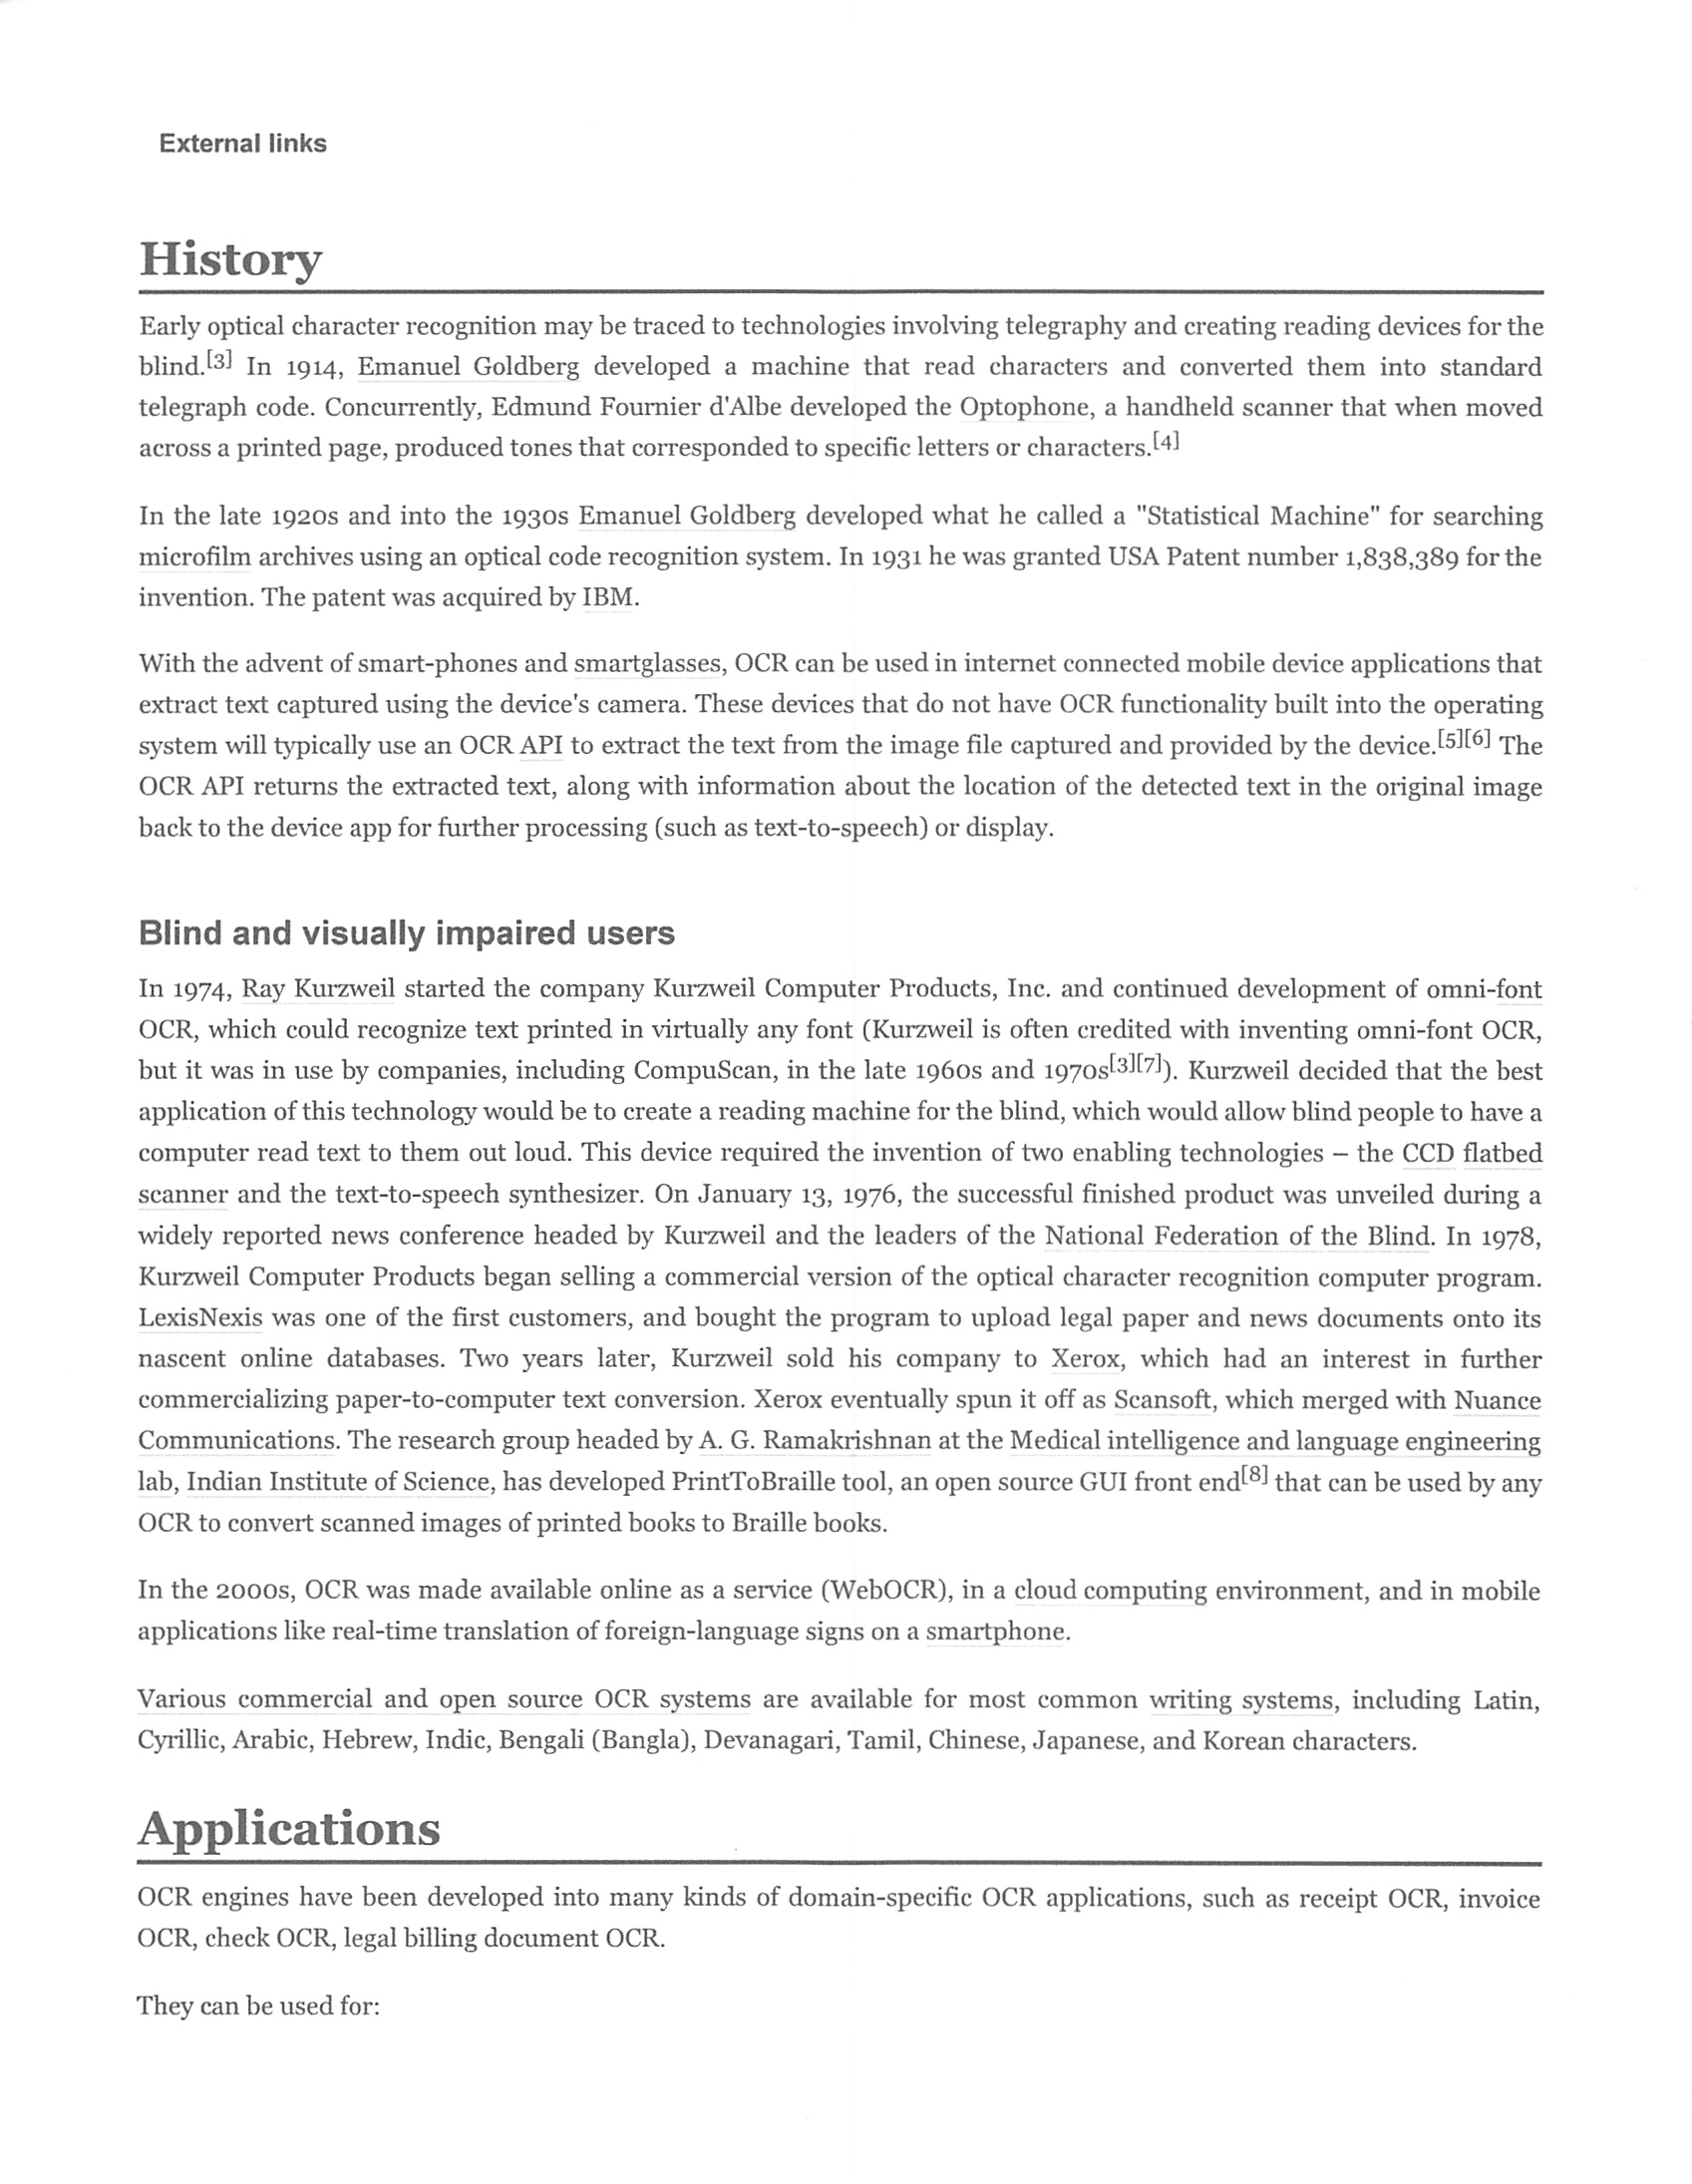 External links
History
Early optical character recognition may be traced to technologies involving telegraphy and creating reading devices for the
blind.[3] In 1914, Emanuel Goldberg developed a machine that read characters and converted them into standard
telegraph code. Concurrently, Edmund Fournier d'Albe developed the Optophone, a handheld scanner that when moved
across a printed page, produced tones that corresponded to specific letters or characters.[4]
In the late 1920s and into the 1930s Emanuel Goldberg developed what he called a "Statistical Machine" for searching
microfilm archives using an optical code recognition system. In 1931 he was granted USA Patent number 1,838,389 for the
invention. The patent was acquired by IBM.
With the advent of smart-phones and smartglasses, OCR can be used in internet connected mobile device applications that
extract text captured using the device's camera. These devices that do not have OCR functionality built into the operating
system will typically use an OCR API to extract the text from the image file captured and provided by the device.[5][6] The
OCR API returns the extracted text, along with information about the location of the detected text in the original image
back to the device app for further processing (such as text-to-speech) or display.
Blind and visually impaired users
In 1974, Ray Kurzweil started the company Kurzweil Computer Products, Inc. and continued development of omni-font
OCR, which could recognize text printed in virtually any font (Kurzweil is often credited with inventing omni-font OCR,
but it was in use by companies, including CompuScan, in the late 1960s and 1970s[3][7]). Kurzweil decided that the best
application of this technology would be to create a reading machine for the blind, which would allow blind people to have a
computer read text to them out loud. This device required the invention of two enabling technologies – the CCD flatbed
scanner and the text-to-speech synthesizer. On January 13, 1976, the successful finished product was unveiled during a
widely reported news conference headed by Kurzweil and the leaders of the National Federation of the Blind. In 1978,
Kurzweil Computer Products began selling a commercial version of the optical character recognition computer program.
LexisNexis was one of the first customers, and bought the program to upload legal paper and news documents onto its
nascent online databases. Two years later, Kurzweil sold his company to Xerox, which had an interest in further
commercializing paper-to-computer text conversion. Xerox eventually spun it off as Scansoft, which merged with Nuance
Communications. The research group headed by A. G. Ramakrishnan at the Medical intelligence and language engineering
lab, Indian Institute of Science, has developed PrintToBraille tool, an open source GUI front end[8] that can be used by any
OCR to convert scanned images of printed books to Braille books.
In the 2000s, OCR was made available online as a service (WebOCR), in a cloud computing environment, and in mobile
applications like real-time translation of foreign-language signs on a smartphone.
Various commercial and open source OCR systems are available for most common writing systems, including Latin,
Cyrillic, Arabic, Hebrew, Indic, Bengali (Bangla), Devanagari, Tamil, Chinese, Japanese, and Korean characters.
Applications
OCR engines have been developed into many kinds of domain-specific OCR applications, such as receipt OCR, invoice
OCR, check OCR, legal billing document OCR.
They can be used for: